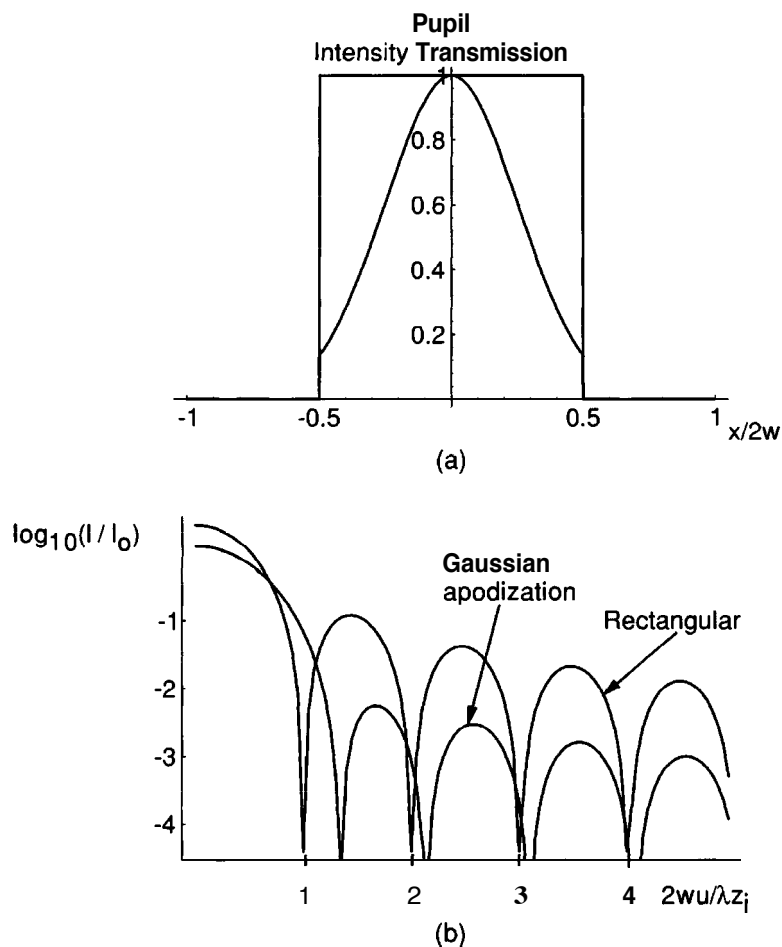 Pupil
Intensity Transmission
1
0.8
0.6
0.4
0.2
-1 -0.5 0.5 1
x/2w
(a)
log10(I / Io)
Gaussian
apodization
Rectangular
-1
-2
-3
-4
1 2 3 4 2wu/λzi
(b)